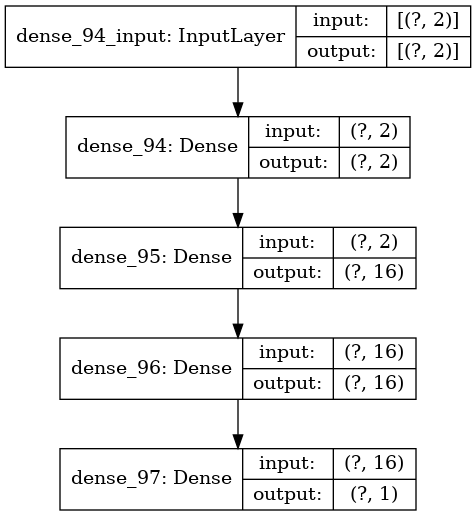 dense_94_input: InputLayer
input: [(?, 2)]
output: [(?, 2)]
dense_94: Dense
input: (?, 2)
output: (?, 2)
dense_95: Dense
input: (?, 2)
output: (?, 16)
dense_96: Dense
input: (?, 16)
output: (?, 16)
dense_97: Dense
input: (?, 16)
output: (?, 1)